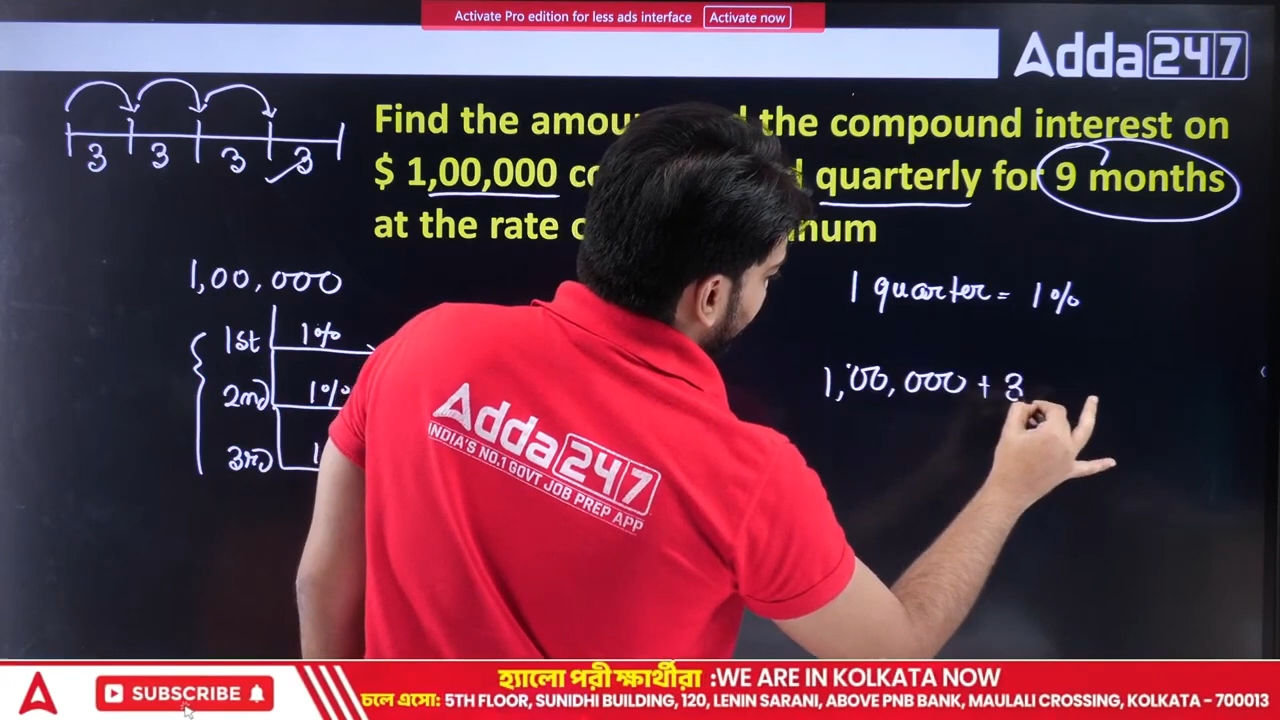 Activate Pro edition for less ads interface Activate now
Adda247
Find the the compound interest on
$ 1,00,000 quarterly for 9 months
at the rate
3 3 3 3
1,00,000
1st 1%
2nd 1%
3rd
1 quarter = 1%
1,00,000 + 3
Adda247
INDIA'S NO.1 GOVT JOB PREP APP
SUBSCRIBE
হ্যালো পরীক্ষার্থীরা :WE ARE IN KOLKATA NOW
চলে এসো: 5TH FLOOR, SUNIDHI BUILDING, 120, LENIN SARANI, ABOVE PNB BANK, MAULALI CROSSING, KOLKATA - 700013